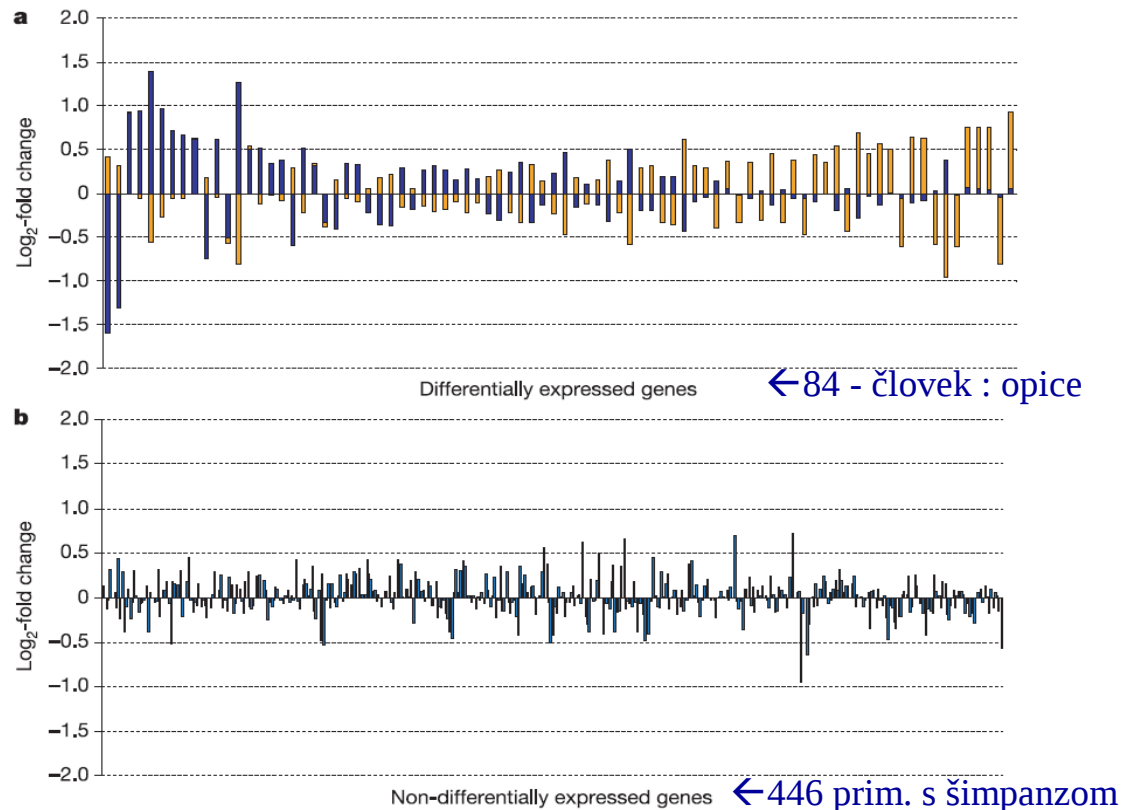 a
2.0
1.5
1.0
0.5
0
−0.5
−1.0
−1.5
−2.0
Log2-fold change
Differentially expressed genes
←84 - človek : opice
b
2.0
1.5
1.0
0.5
0
−0.5
−1.0
−1.5
−2.0
Log2-fold change
Non-differentially expressed genes
←446 prim. s šimpanzom